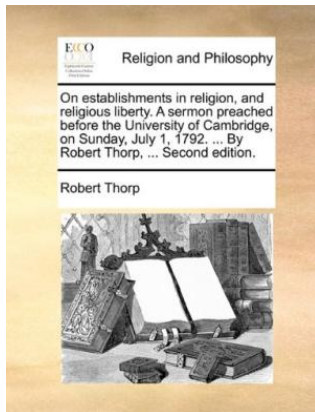 ECCO
Religion and Philosophy
On establishments in religion, and
religious liberty. A sermon preached
before the University of Cambridge,
on Sunday, July 1, 1792. ... By
Robert Thorp, ... Second edition.
Robert Thorp